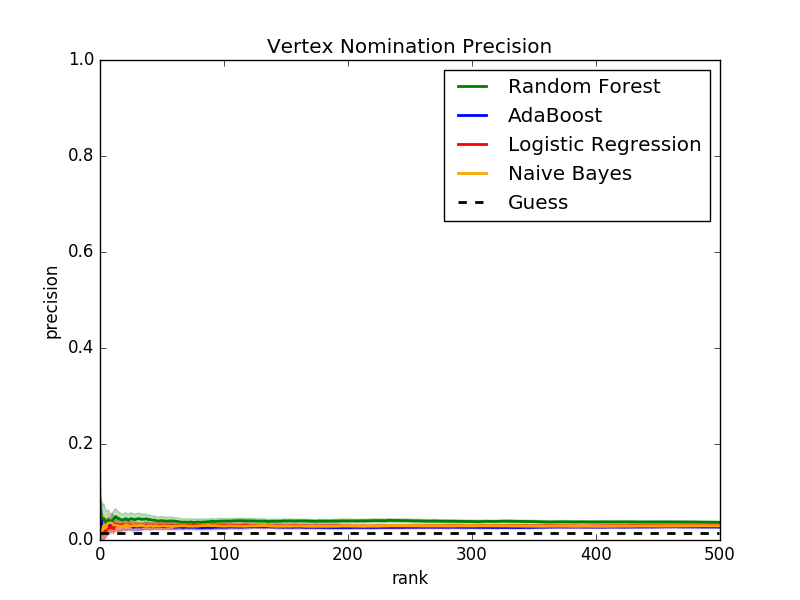 Vertex Nomination Precision
1.0
0.8
0.6
0.4
0.2
0.0
precision
Random Forest
AdaBoost
Logistic Regression
Naive Bayes
Guess
0 100 200 300 400 500
rank